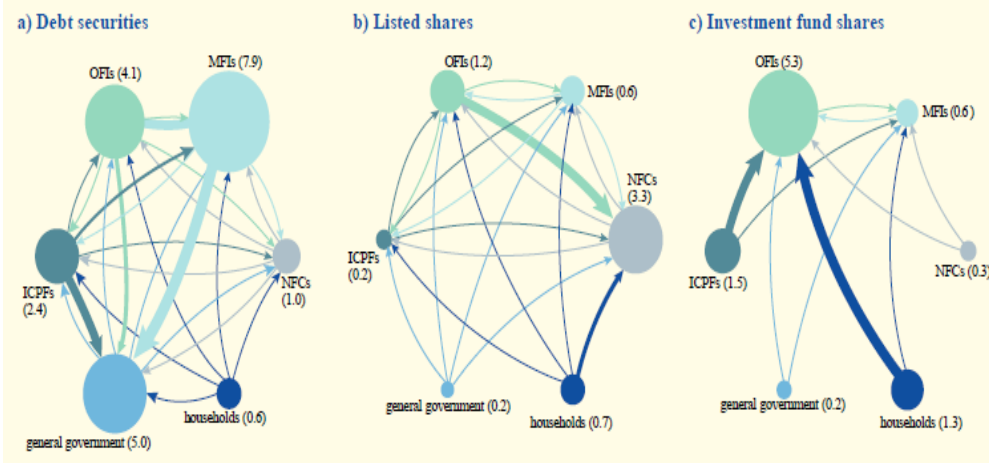 a) Debt securities
OFIs (4.1)
MFIs (7.9)
ICPFs
(2.4)
NFCs
(1.0)
general government (5.0)
households (0.6)
b) Listed shares
OFIs (1.2)
MFIs (0.6)
NFCs
(3.3)
ICPFs
(0.2)
general government (0.2)
households (0.7)
c) Investment fund shares
OFIs (5.3)
MFIs (0.6)
ICPFs (1.5)
NFCs (0.3)
general government (0.2)
households (1.3)